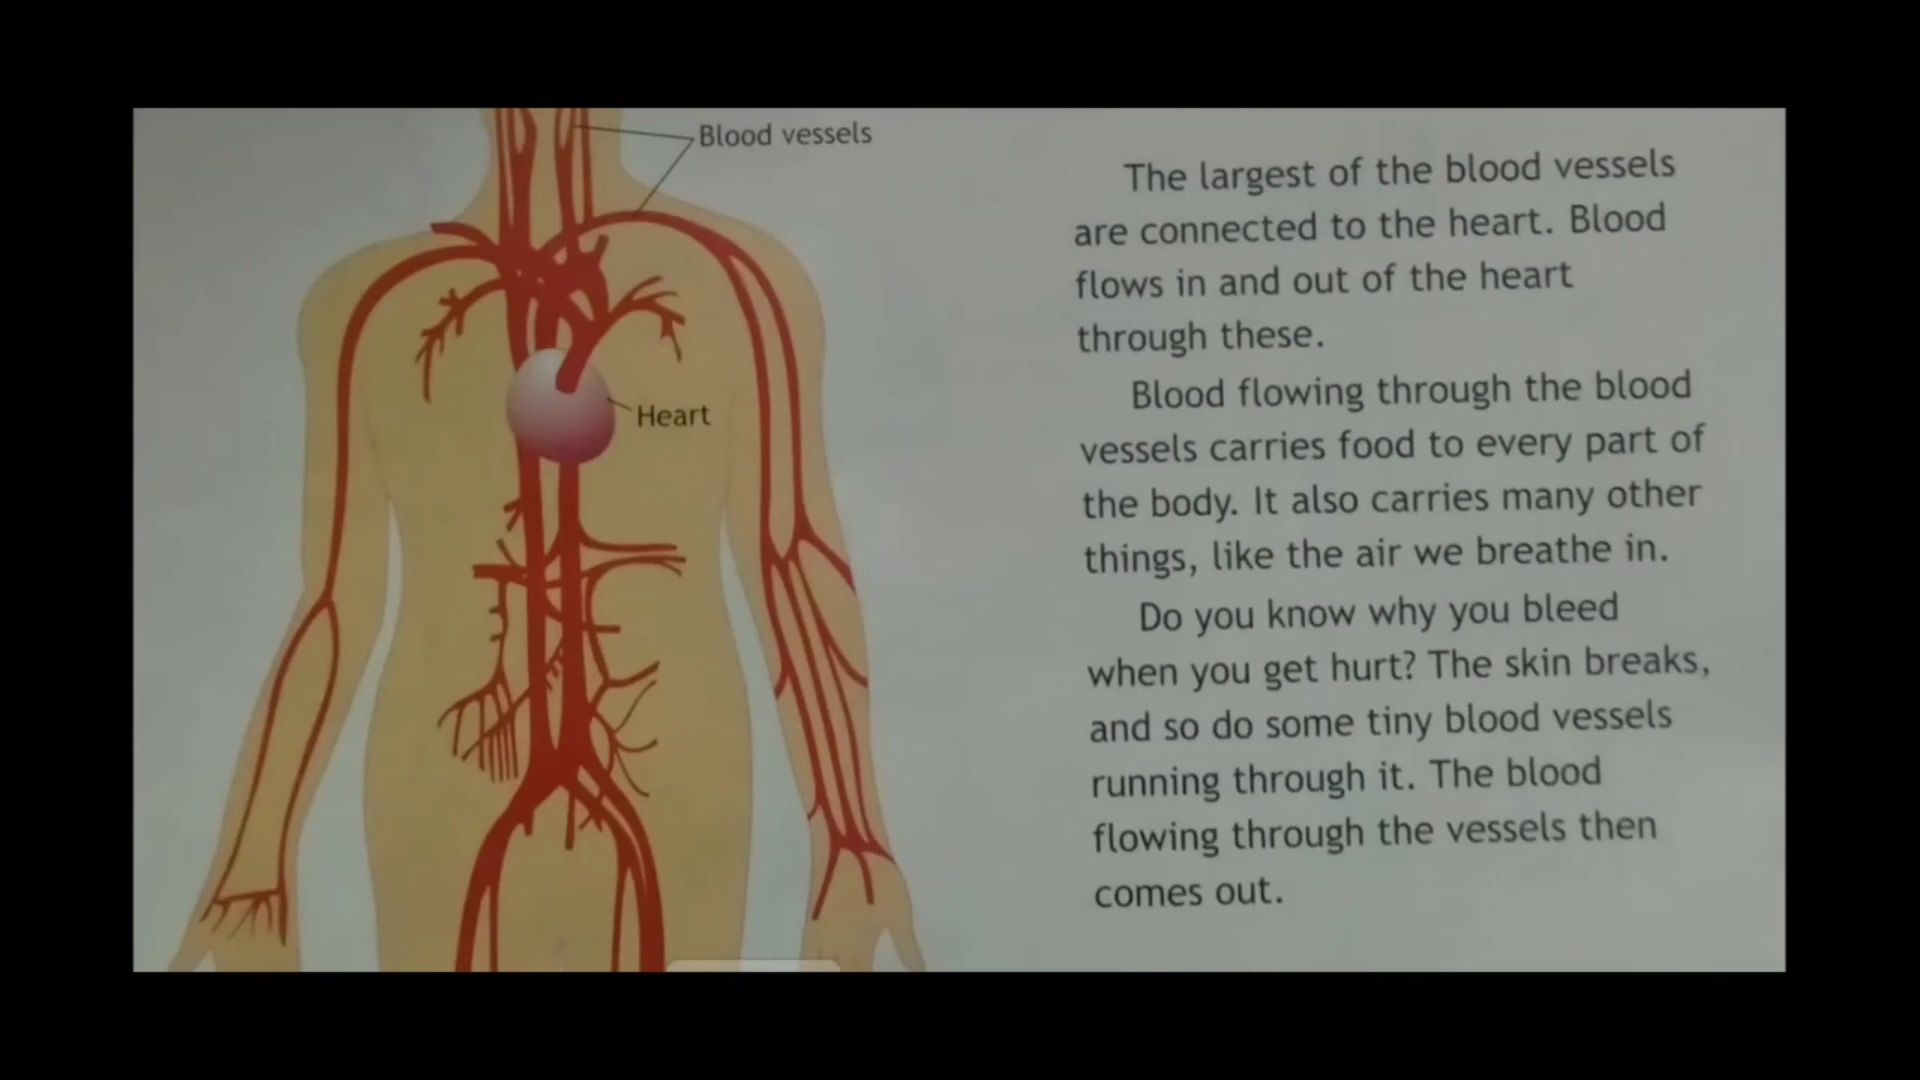 Blood vessels
Heart
The largest of the blood vessels
are connected to the heart. Blood
flows in and out of the heart
through these.
Blood flowing through the blood
vessels carries food to every part of
the body. It also carries many other
things, like the air we breathe in.
Do you know why you bleed
when you get hurt? The skin breaks,
and so do some tiny blood vessels
running through it. The blood
flowing through the vessels then
comes out.